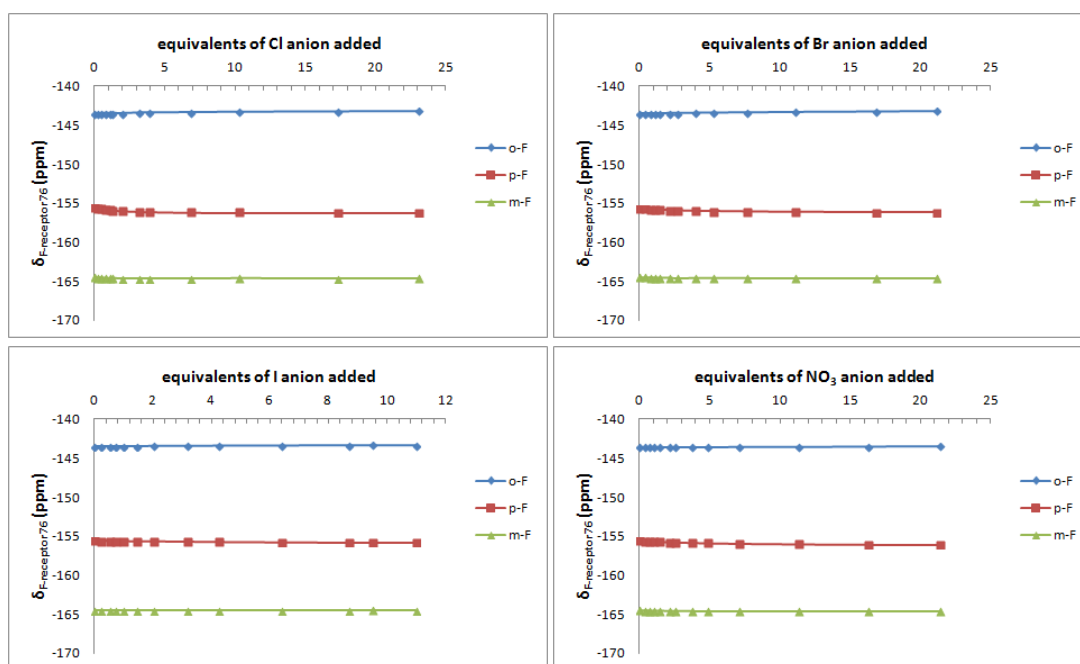 equivalents of Cl anion added
0 5 10 15 20 25
-140
-145
-150
-155
-160
-165
-170
δF-receptor76 (ppm)
o-F
p-F
m-F
equivalents of Br anion added
0 5 10 15 20 25
-140
-145
-150
-155
-160
-165
-170
δF-receptor76 (ppm)
o-F
p-F
m-F
equivalents of I anion added
0 2 4 6 8 10 12
-140
-145
-150
-155
-160
-165
-170
δF-receptor76 (ppm)
o-F
p-F
m-F
equivalents of NO₃ anion added
0 5 10 15 20 25
-140
-145
-150
-155
-160
-165
-170
δF-receptor76 (ppm)
o-F
p-F
m-F